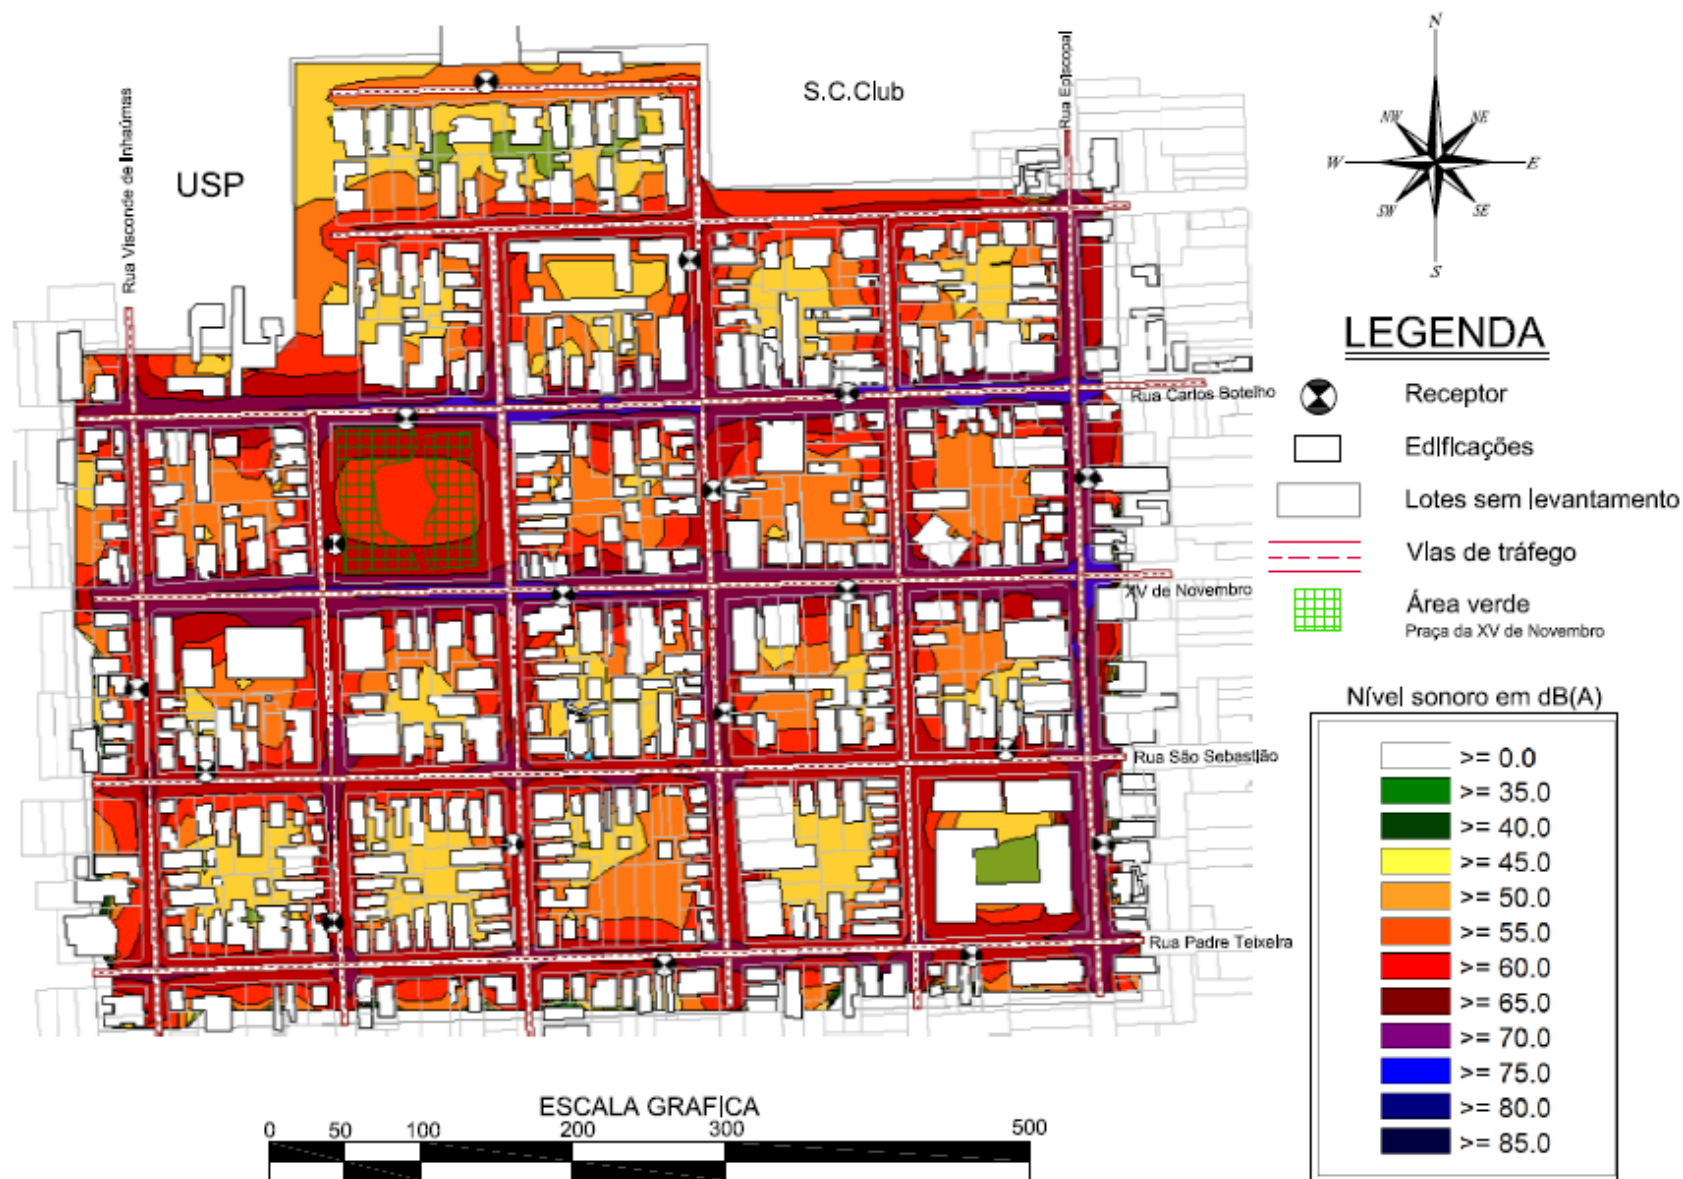 S.C.Club
USP
Rua Visconde de Inhaúmas
Rua Episcopal
N
NW
NE
W
E
SW
SE
S
LEGENDA
Receptor
Edificações
Lotes sem levantamento
Vias de tráfego
Área verde
Praça da XV de Novembro
Rua Carlos Botelho
XV de Novembro
Rua São Sebastião
Rua Padre Teixeira
Nível sonoro em dB(A)
>= 0.0
>= 35.0
>= 40.0
>= 45.0
>= 50.0
>= 55.0
>= 60.0
>= 65.0
>= 70.0
>= 75.0
>= 80.0
>= 85.0
ESCALA GRAFICA
0 50 100 200 300 500